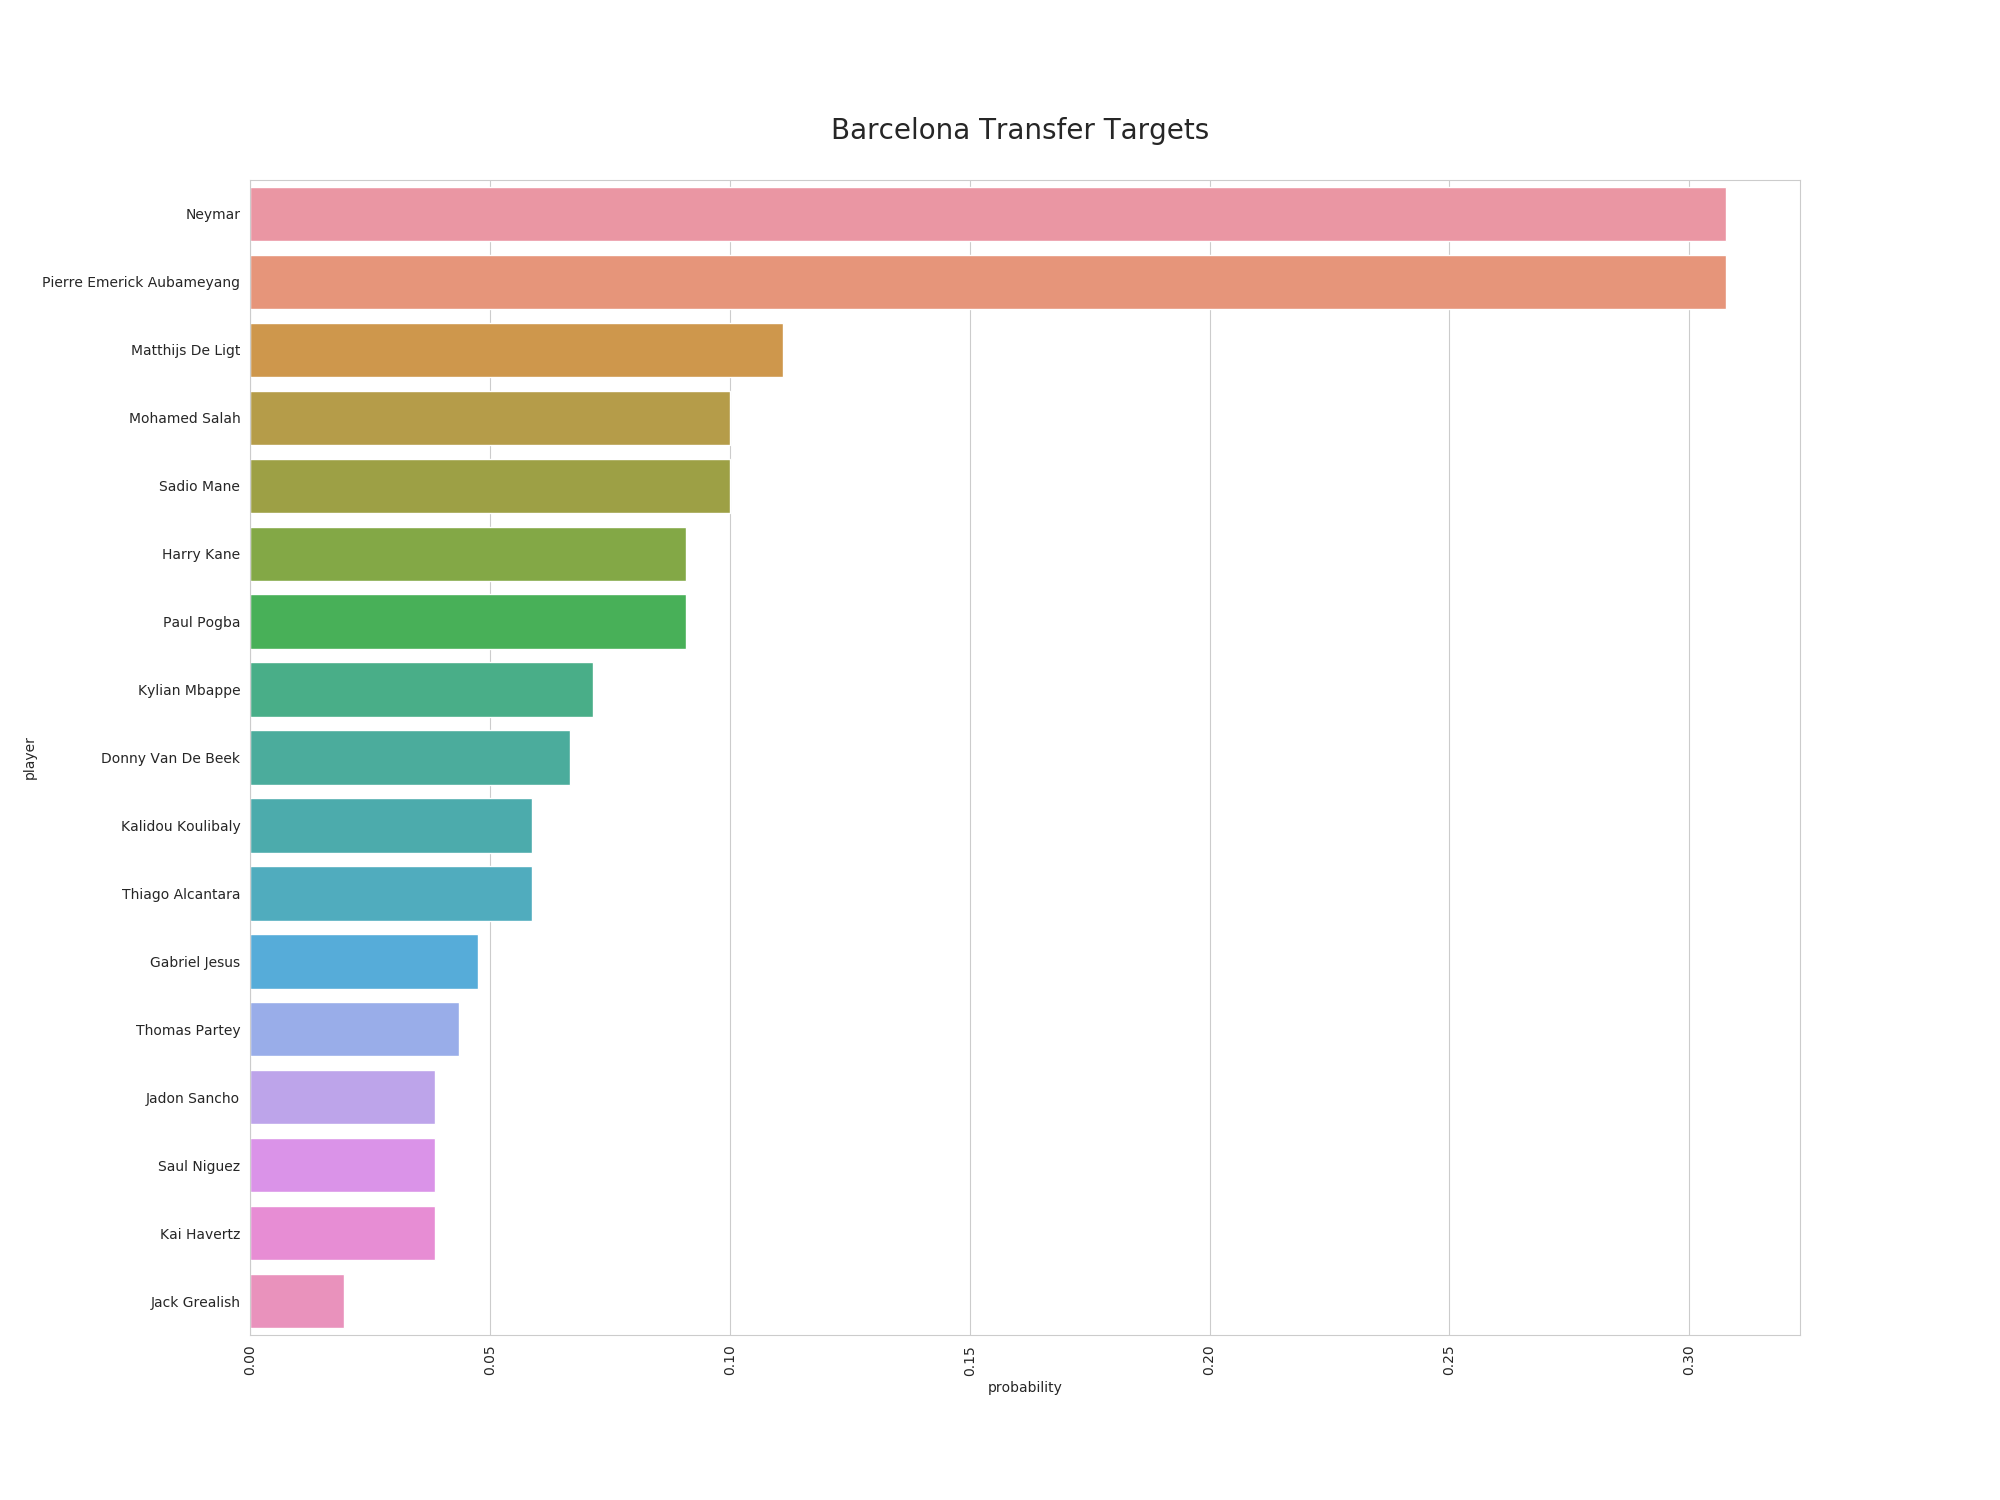 Barcelona Transfer Targets
Neymar
Pierre Emerick Aubameyang
Matthijs De Ligt
Mohamed Salah
Sadio Mane
Harry Kane
Paul Pogba
Kylian Mbappe
Donny Van De Beek
Kalidou Koulibaly
Thiago Alcantara
Gabriel Jesus
Thomas Partey
Jadon Sancho
Saul Niguez
Kai Havertz
Jack Grealish
player
0.00 0.05 0.10 0.15 0.20 0.25 0.30
probability